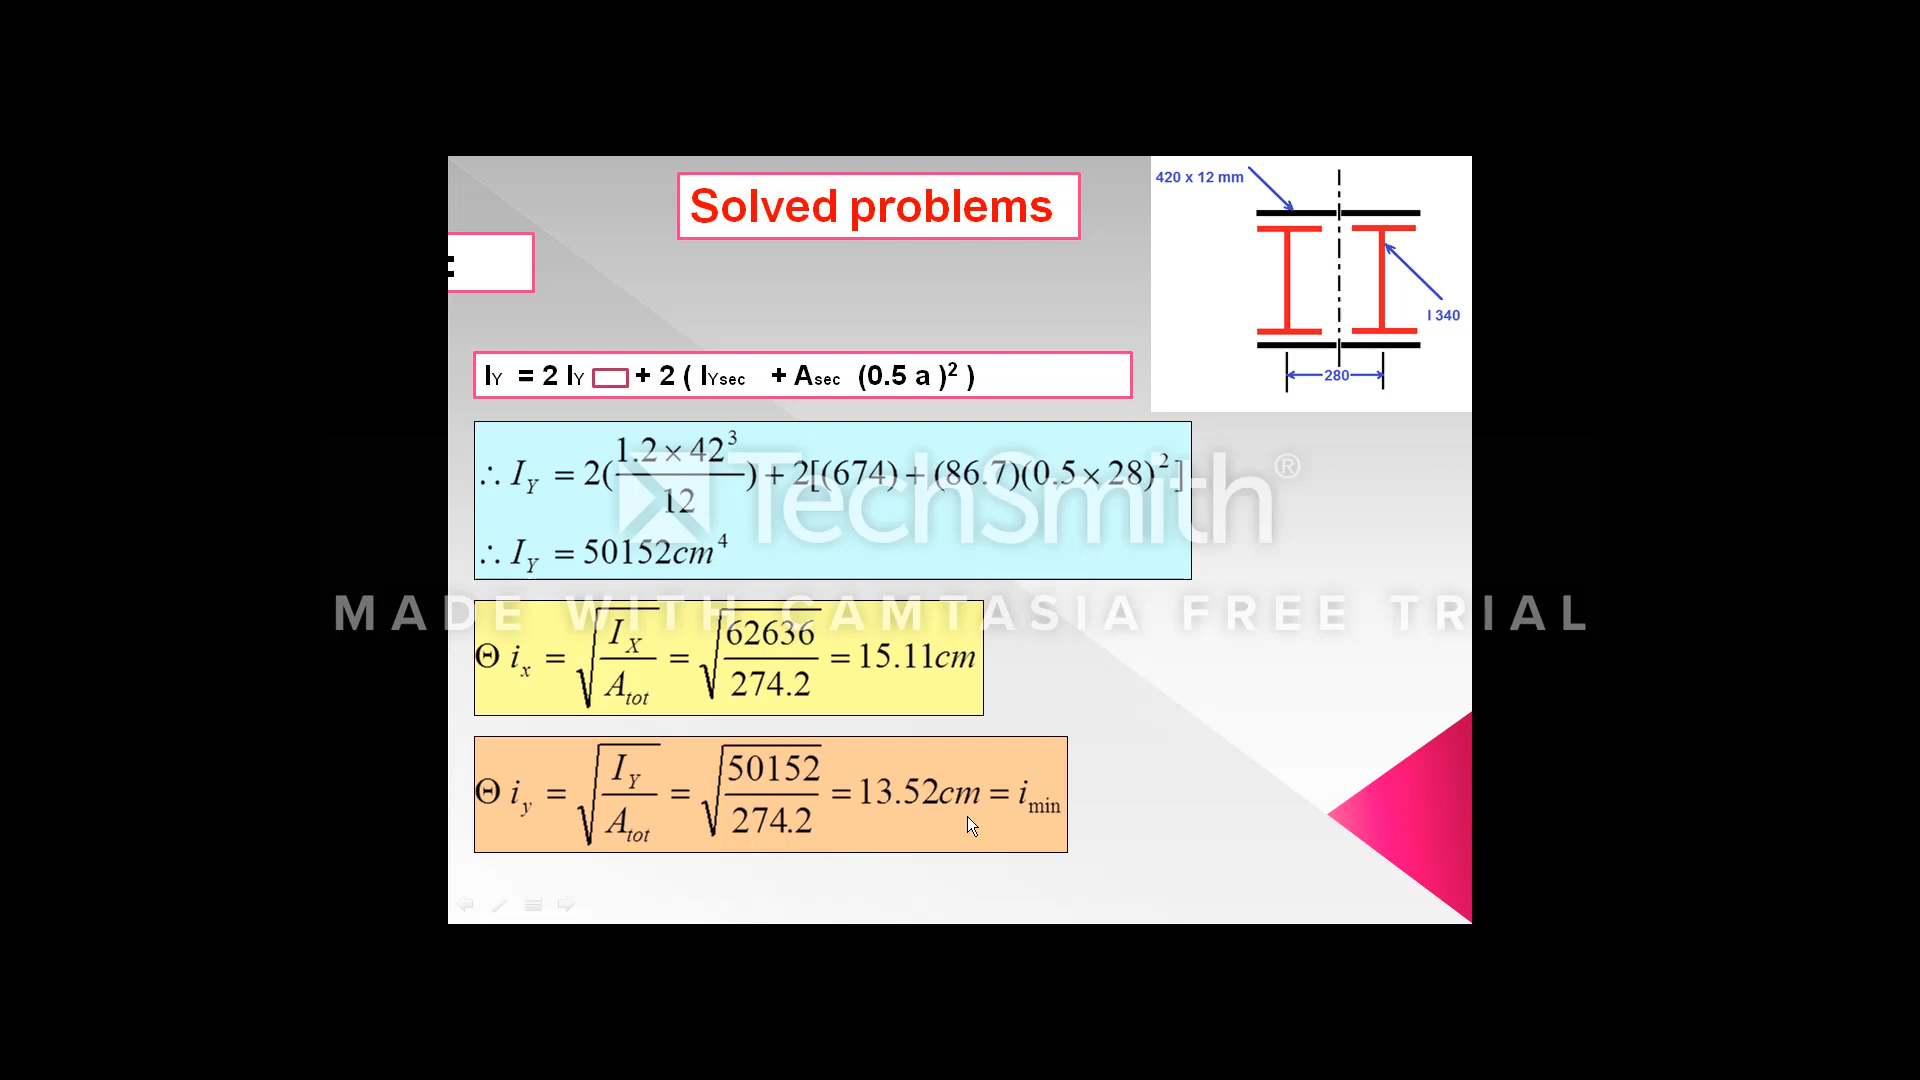 Solved problems
:
420 x 12 mm
I 340
280
IY = 2 IY ▭ + 2 ( IYsec + Asec (0.5 a )² )
∴ I_Y = 2(1.2 × 42³ / 12) + 2[(674) + (86.7)(0.5 × 28)²]
∴ I_Y = 50152cm⁴
TechSmith®
MADE WITH CAMTASIA FREE TRIAL
Θ i_x = √(I_X / A_tot) = √(62636 / 274.2) = 15.11cm
Θ i_y = √(I_Y / A_tot) = √(50152 / 274.2) = 13.52cm = i_min